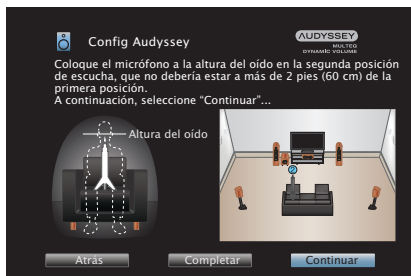 Config Audyssey
AUDYSSEY
MULTEQ
DYNAMIC VOLUME
Coloque el micrófono a la altura del oído en la segunda posición
de escucha, que no debería estar a más de 2 pies (60 cm) de la
primera posición.
A continuación, seleccione “Continuar”...
Altura del oído
Atrás
Completar
Continuar